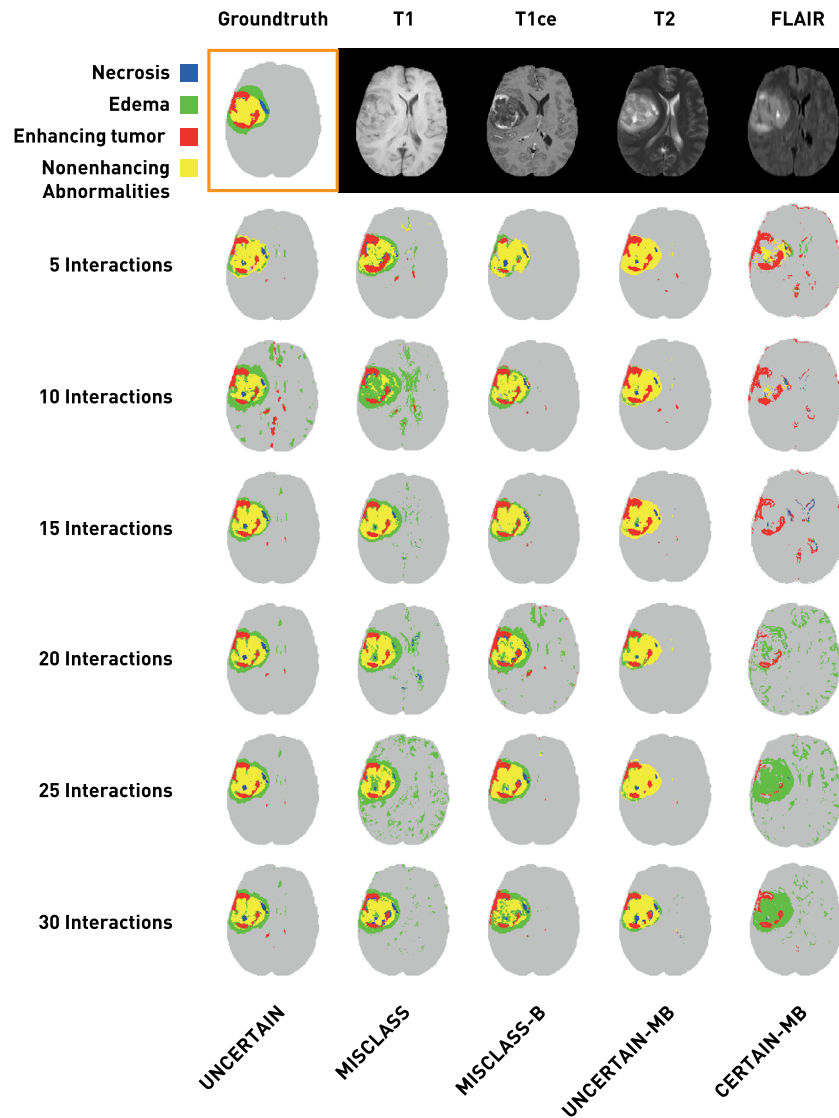 Groundtruth T1 T1ce T2 FLAIR
Necrosis
Edema
Enhancing tumor
Nonenhancing
Abnormalities
5 Interactions
10 Interactions
15 Interactions
20 Interactions
25 Interactions
30 Interactions
UNCERTAIN
MISCLASS
MISCLASS-B
UNCERTAIN-MB
CERTAIN-MB